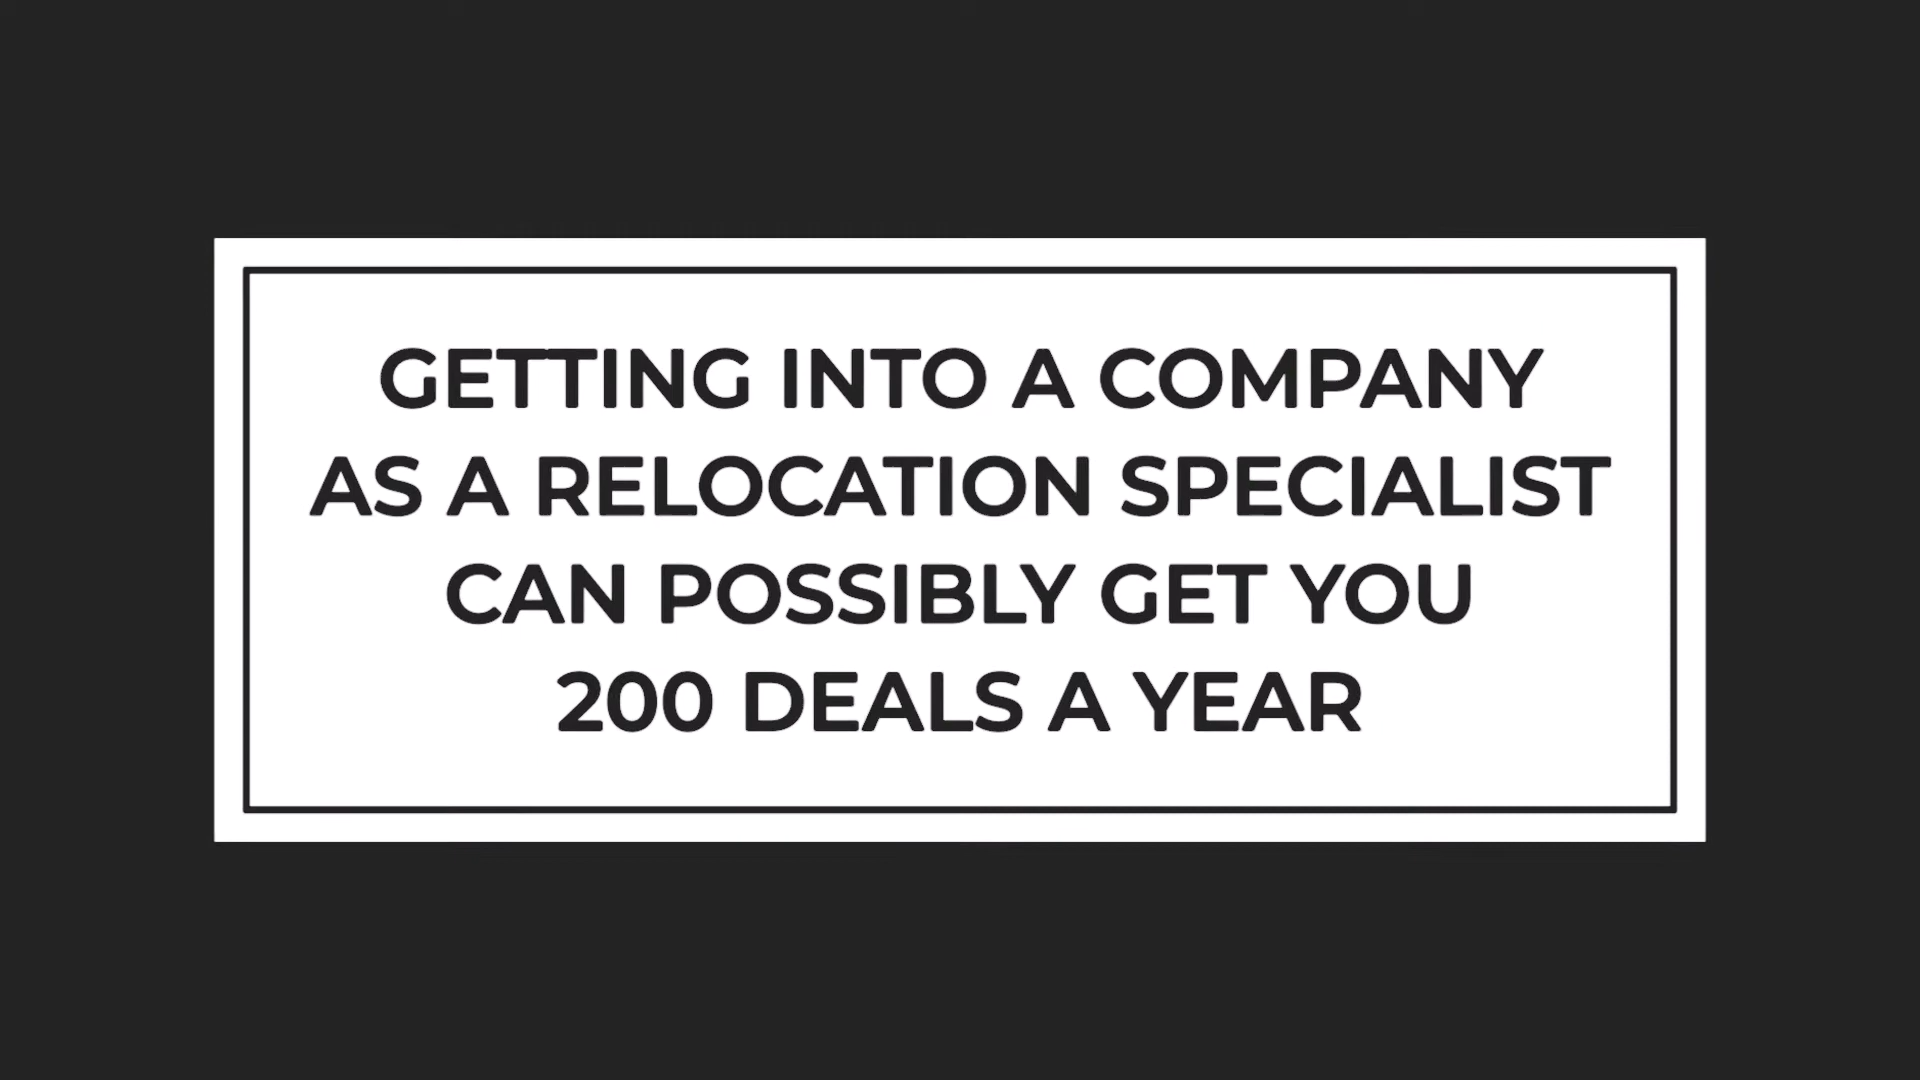 GETTING INTO A COMPANY
AS A RELOCATION SPECIALIST
CAN POSSIBLY GET YOU
200 DEALS A YEAR